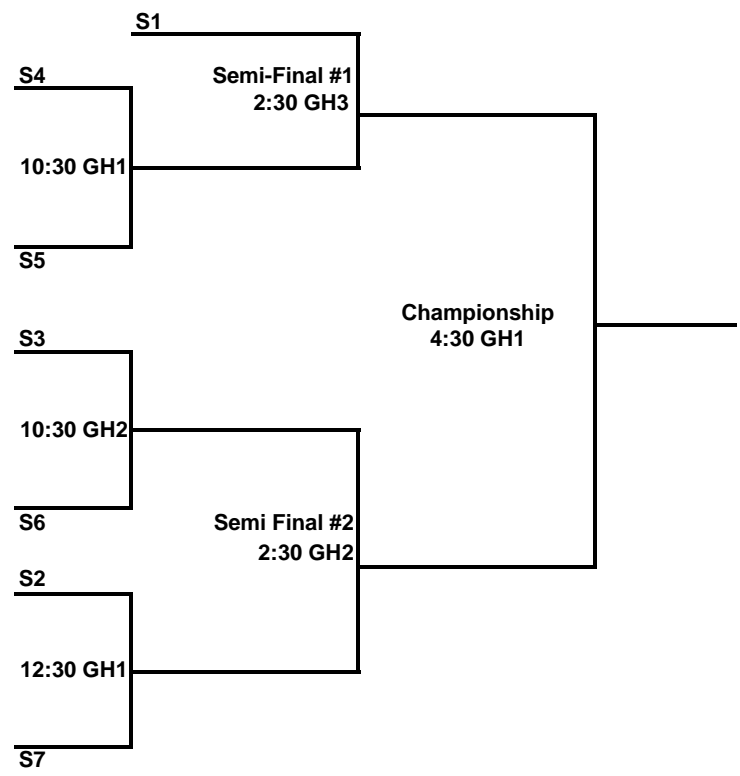 S1
S4
Semi-Final #1
2:30 GH3
10:30 GH1
S5
Championship
4:30 GH1
S3
10:30 GH2
S6
Semi Final #2
2:30 GH2
S2
12:30 GH1
S7